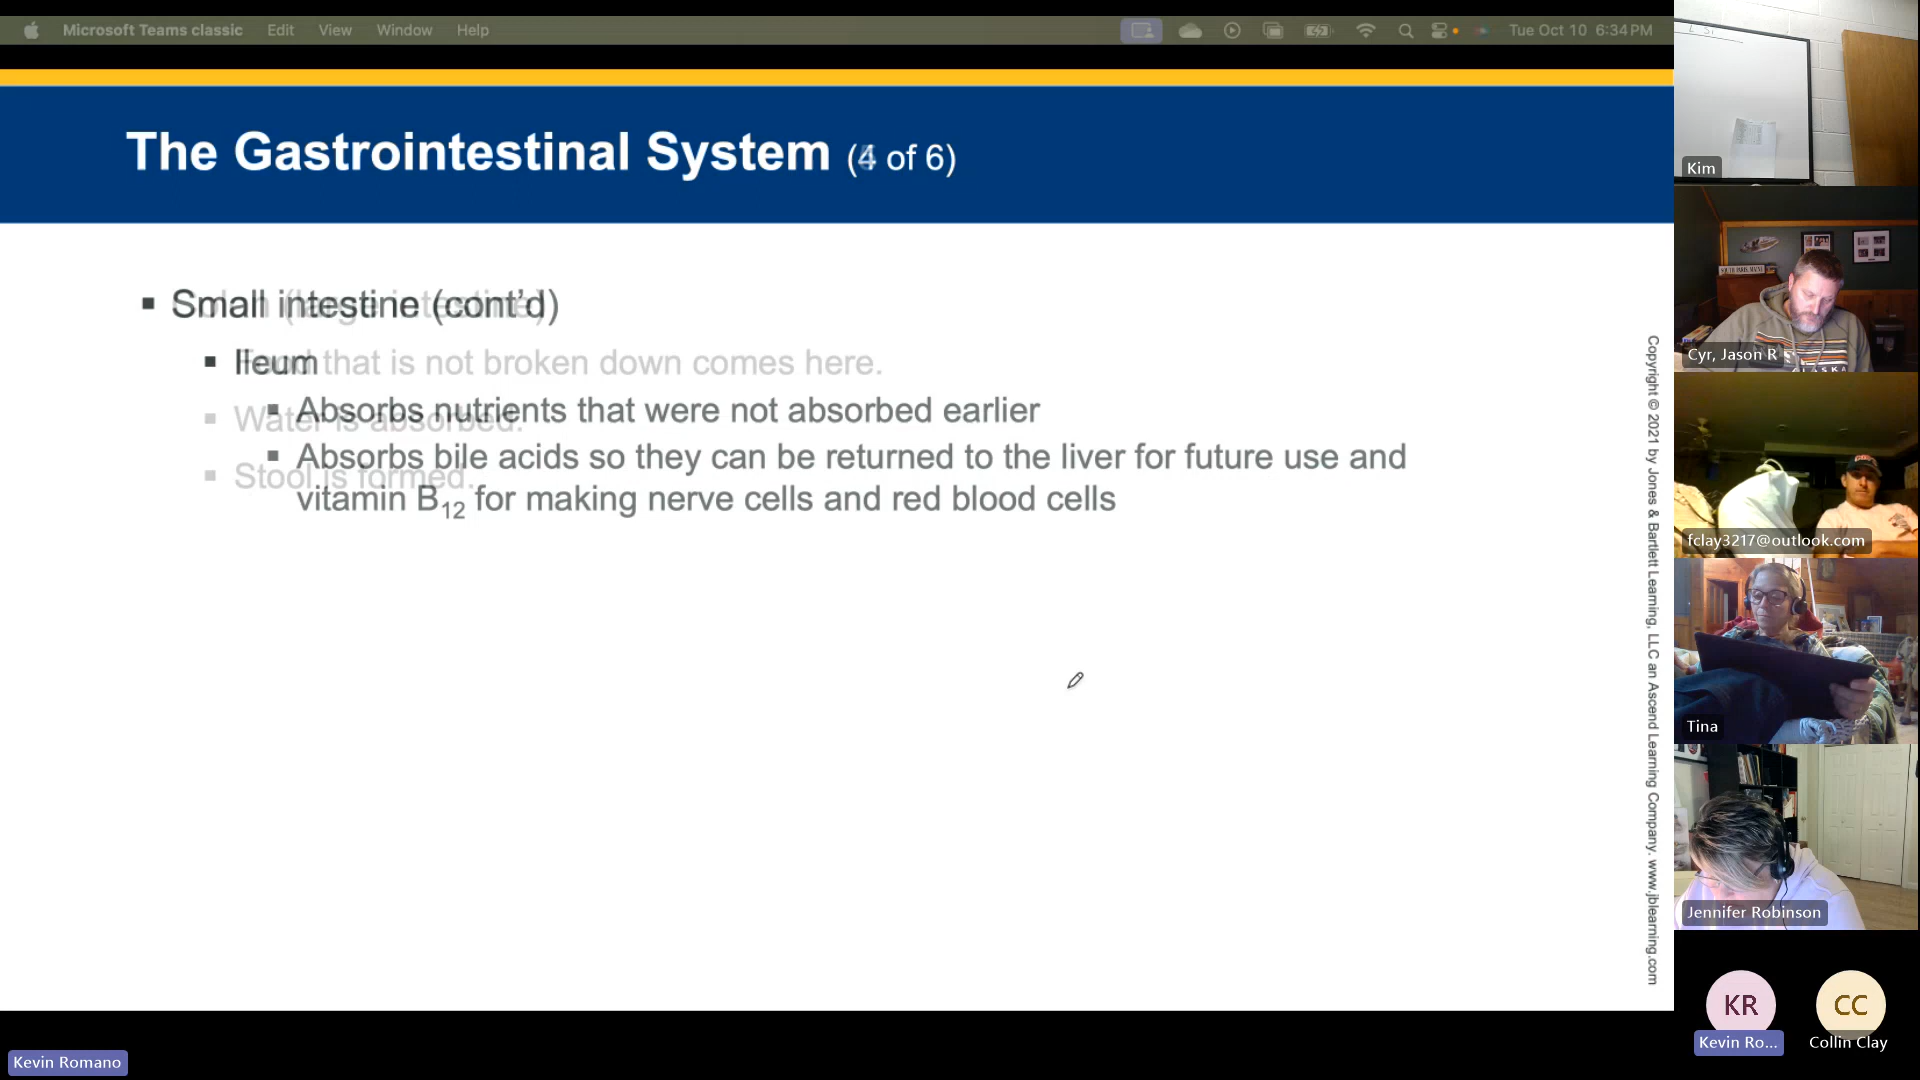 Microsoft Teams classic Edit View Window Help Tue Oct 10 6:34 PM
The Gastrointestinal System (4 of 6)
▪ Small intestine (cont’d)
Colon (large intestine)
▪ Ileum
Food that is not broken down comes here.
▪ Absorbs nutrients that were not absorbed earlier
▪ Water is absorbed.
▪ Absorbs bile acids so they can be returned to the liver for future use and
vitamin B12 for making nerve cells and red blood cells
▪ Stool is formed.
Copyright © 2021 by Jones & Bartlett Learning, LLC an Ascend Learning Company. www.jblearning.com
Kim
Cyr, Jason R
fclay3217@outlook.com
Tina
Jennifer Robinson
KR
Kevin Ro...
CC
Collin Clay
Kevin Romano